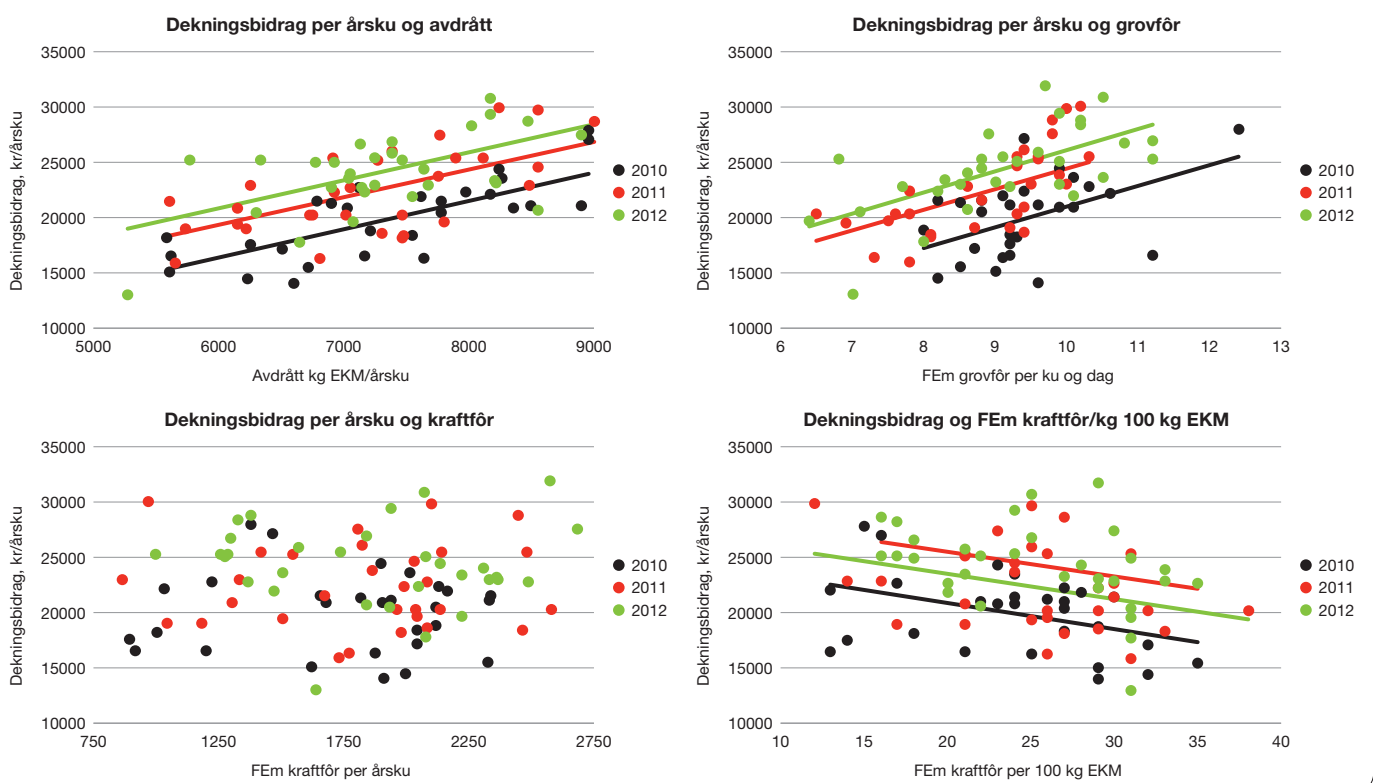 Dekningsbidrag per årsku og avdrått
35000
30000
25000
20000
15000
10000
Dekningsbidrag, kr/årsku
5000 6000 7000 8000 9000
Avdrått kg EKM/årsku
2010
2011
2012
Dekningsbidrag per årsku og grovfôr
35000
30000
25000
20000
15000
10000
Dekningsbidrag, kr/årsku
6 7 8 9 10 11 12 13
FEm grovfôr per ku og dag
2010
2011
2012
Dekningsbidrag per årsku og kraftfôr
35000
30000
25000
20000
15000
10000
Dekningsbidrag, kr/årsku
750 1250 1750 2250 2750
FEm kraftfôr per årsku
2010
2011
2012
Dekningsbidrag og FEm kraftfôr/kg 100 kg EKM
35000
30000
25000
20000
15000
10000
Dekningsbidrag, kr/årsku
10 15 20 25 30 35 40
FEm kraftfôr per 100 kg EKM
2010
2011
2012